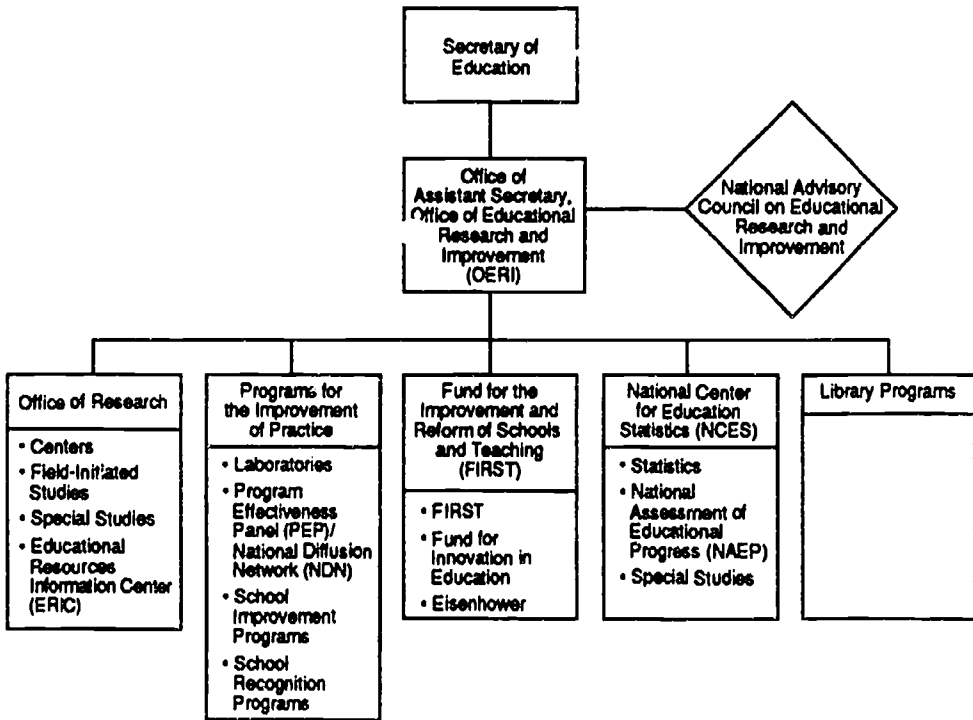 Secretary of
Education
Office of
Assistant Secretary,
Office of Educational
Research and
Improvement
(OERI)
National Advisory
Council on Educational
Research and
Improvement
Office of Research
• Centers
• Field-Initiated
Studies
• Special Studies
• Educational
Resources
Information Center
(ERIC)
Programs for
the Improvement
of Practice
• Laboratories
• Program
Effectiveness
Panel (PEP)/
National Diffusion
Network (NDN)
• School
Improvement
Programs
• School
Recognition
Programs
Fund for the
Improvement and
Reform of Schools
and Teaching
(FIRST)
• FIRST
• Fund for
Innovation in
Education
• Eisenhower
National Center
for Education
Statistics (NCES)
• Statistics
• National
Assessment of
Educational
Progress (NAEP)
• Special Studies
Library Programs